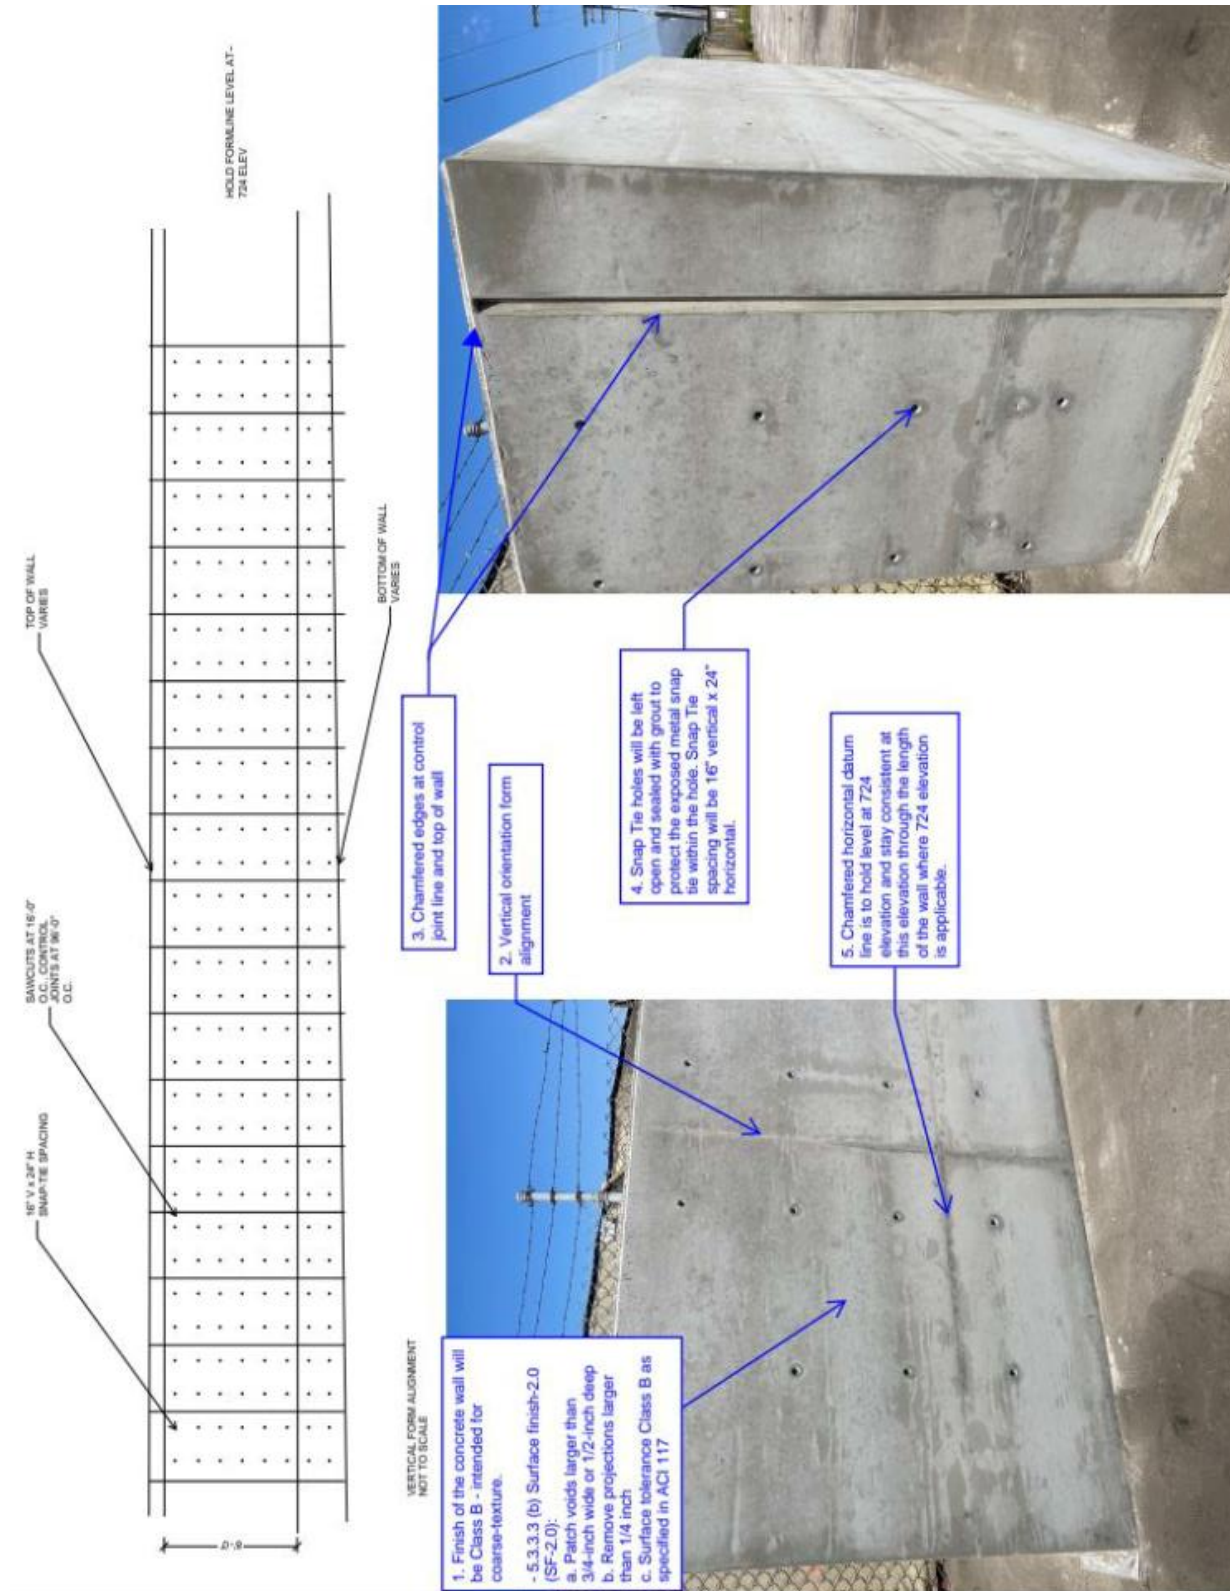 HOLD FORMLINE LEVEL AT -
724 ELEV
TOP OF WALL
VARIES
SAWCUTS AT 16'-0"
O.C., CONTROL
JOINTS AT 96'-0"
O.C.
16" V x 24" H
SNAP-TIE SPACING
BOTTOM OF WALL
VARIES
VERTICAL FORM ALIGNMENT
NOT TO SCALE
1. Finish of the concrete wall will
be Class B - intended for
coarse-texture.
- 5.3.3.3 (b) Surface finish-2.0
(SF-2.0):
a. Patch voids larger than
3/4-inch wide or 1/2-inch deep
b. Remove projections larger
than 1/4 inch
c. Surface tolerance Class B as
specified in ACI 117
2. Vertical orientation form
alignment
3. Chamfered edges at control
joint line and top of wall
4. Snap Tie holes will be left
open and sealed with grout to
protect the exposed metal snap
tie within the hole. Snap Tie
spacing will be 16" vertical x 24"
horizontal.
5. Chamfered horizontal datum
line is to hold level at 724
elevation and stay consistent at
this elevation through the length
of the wall where 724 elevation
is applicable.